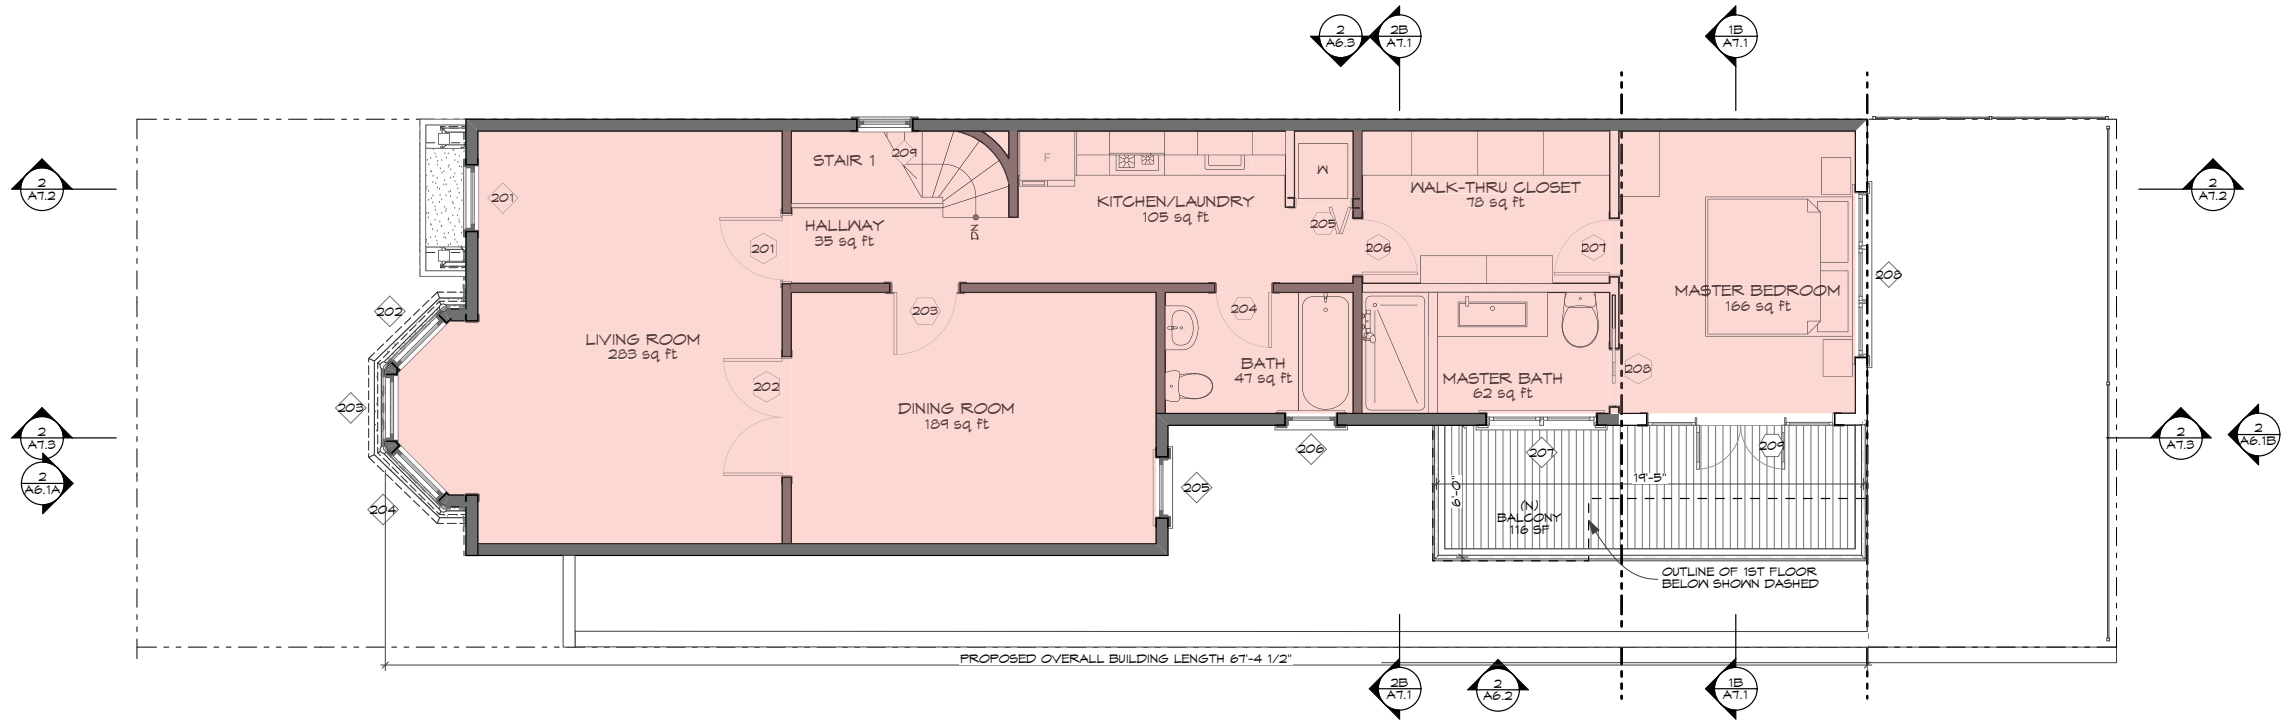 2
A6.3
2B
A7.1
1B
A7.1
2
A7.2
2
A7.2
STAIR 1
209
F
M
201
KITCHEN/LAUNDRY
105 sq ft
WALK-THRU CLOSET
78 sq ft
HALLWAY
35 sq ft
DN
205
201
206
207
208
MASTER BEDROOM
166 sq ft
202
203
204
LIVING ROOM
283 sq ft
BATH
47 sq ft
208
MASTER BATH
62 sq ft
202
203
DINING ROOM
189 sq ft
2
A7.3
2
A7.3
2
A6.1B
206
207
209
2
A6.1A
205
19'-5"
6'-0"
204
(N)
BALCONY
116 SF
OUTLINE OF 1ST FLOOR
BELOW SHOWN DASHED
PROPOSED OVERALL BUILDING LENGTH 67'-4 1/2"
2B
A7.1
2
A6.2
1B
A7.1